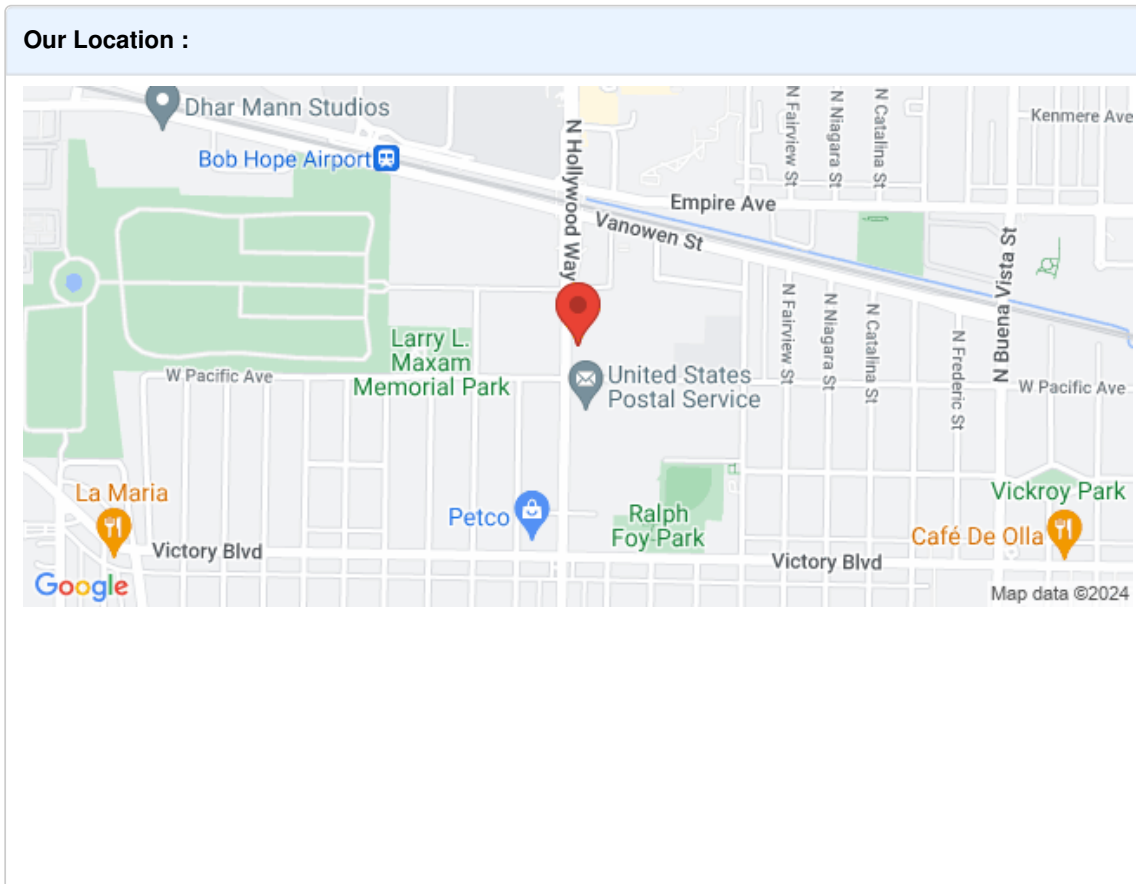 Our Location :
Dhar Mann Studios
Bob Hope Airport
N Hollywood Way
N Fairview St
N Niagara St
N Catalina St
Kenmere Ave
Empire Ave
Vanowen St
N Buena Vista St
Larry L.
Maxam
Memorial Park
W Pacific Ave
United States
Postal Service
N Fairview St
N Niagara St
N Catalina St
N Frederic St
W Pacific Ave
La Maria
Petco
Ralph
Foy Park
Vickroy Park
Café De Olla
Victory Blvd
Victory Blvd
Google
Map data ©2024